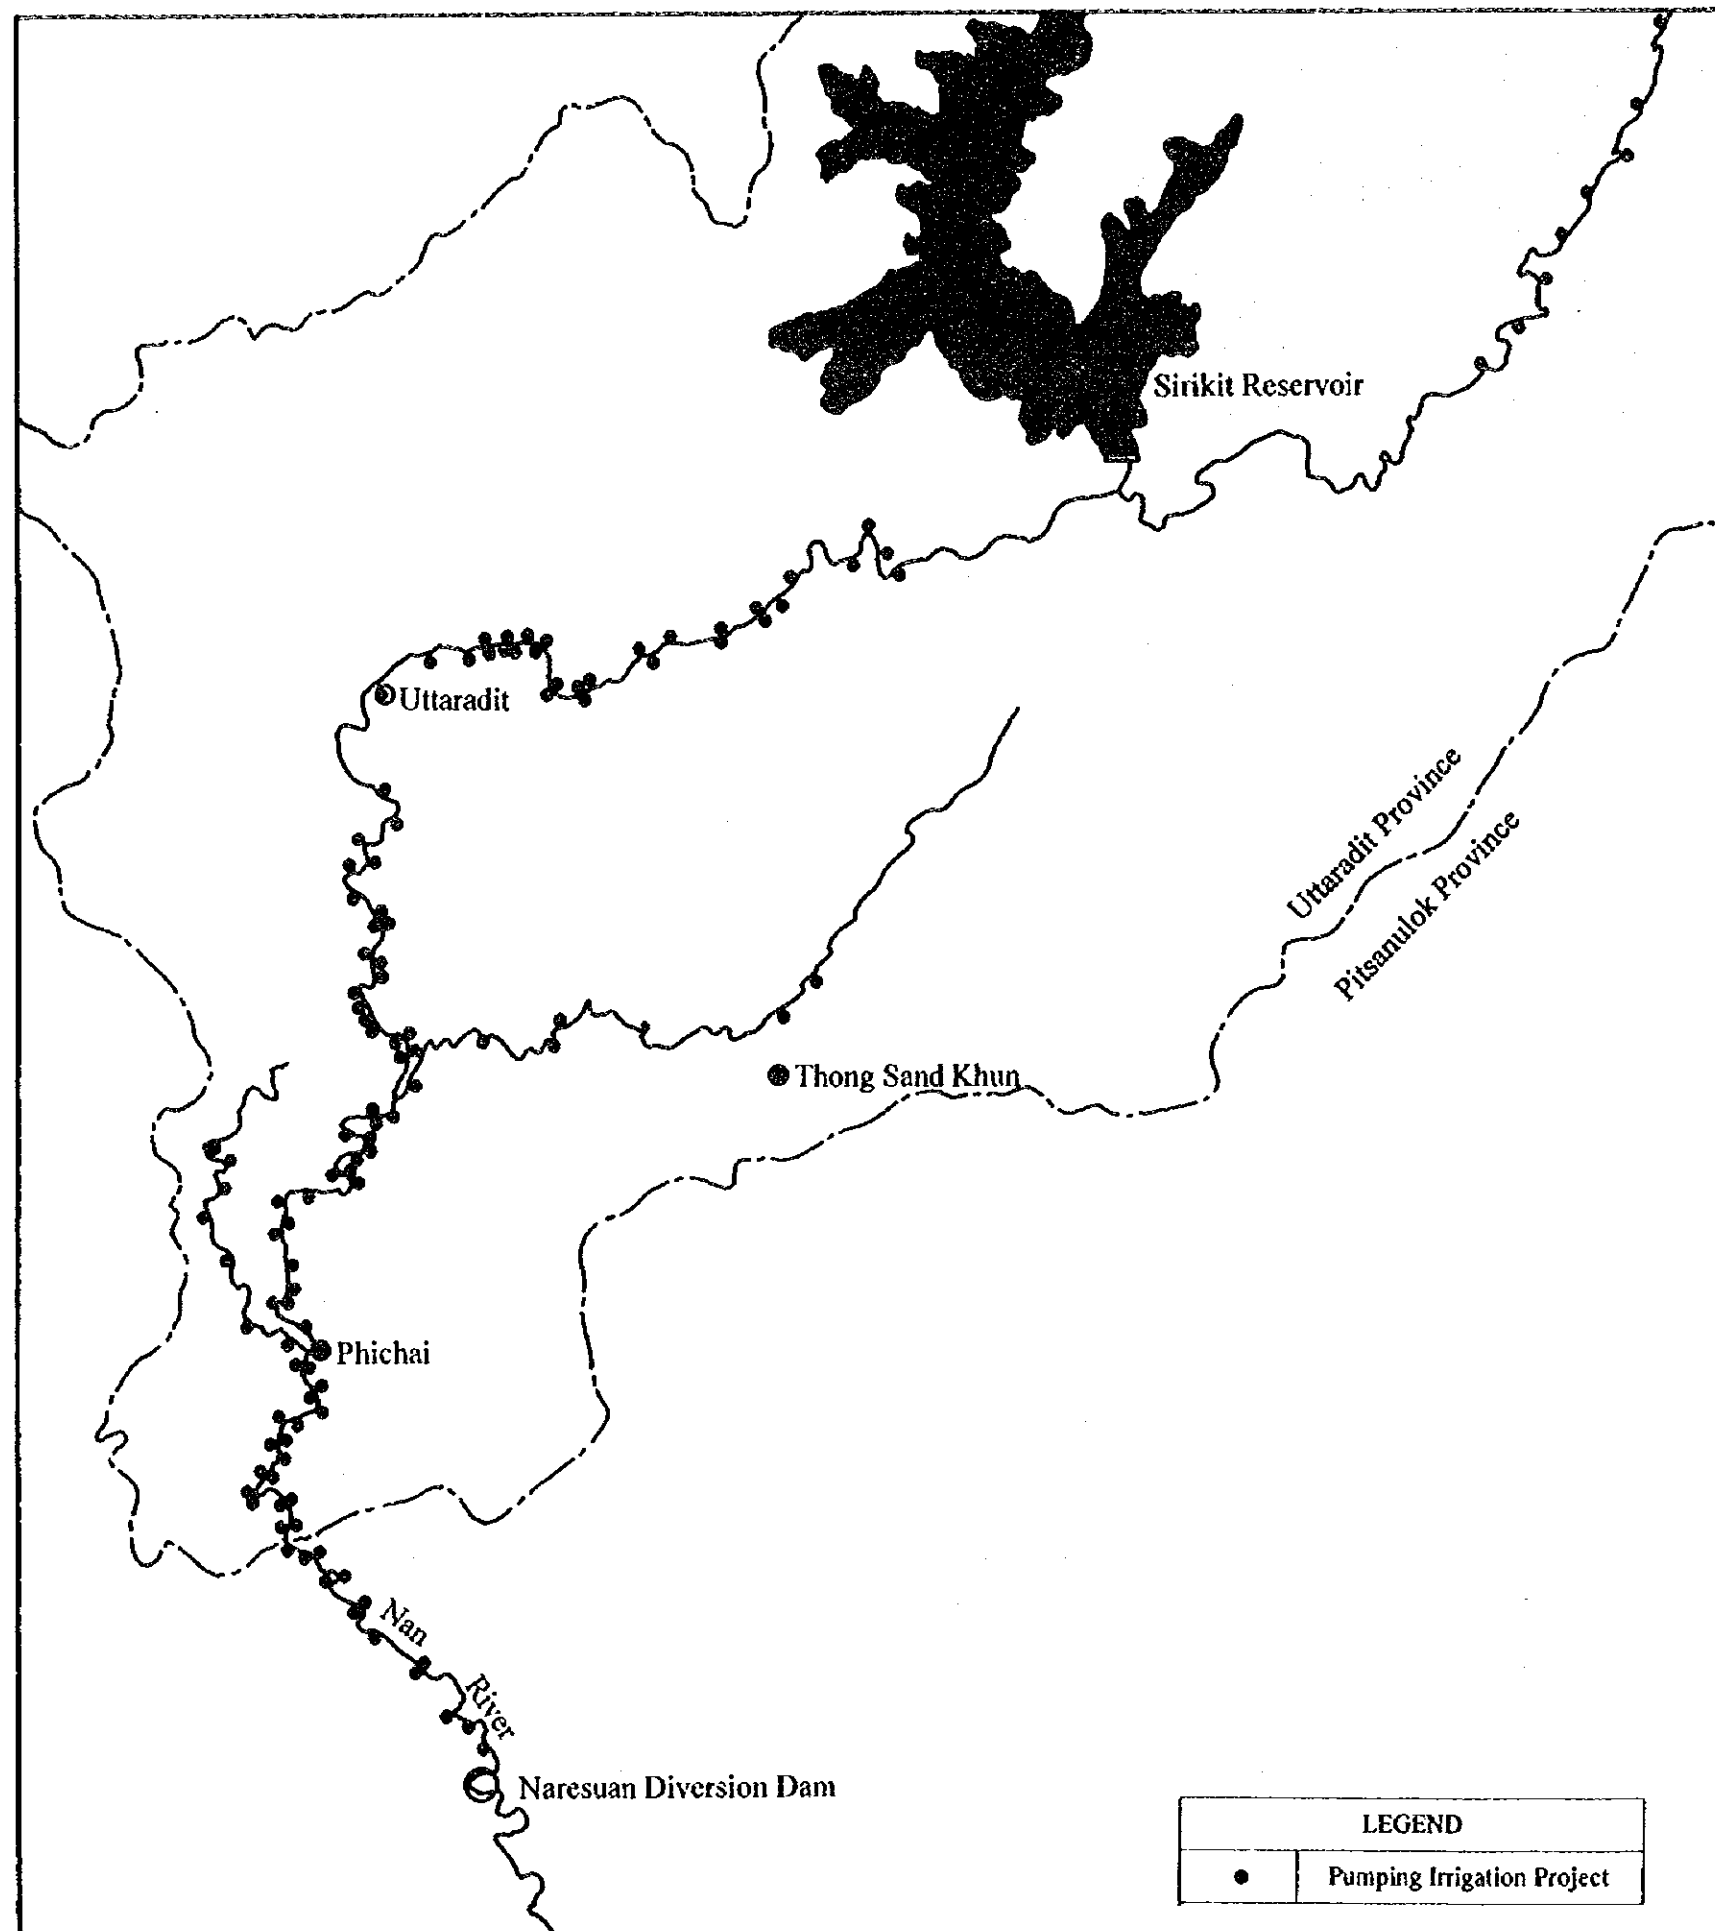 Sirikit Reservoir
Uttaradit
Uttaradit Province
Pitsanulok Province
Thong Sand Khun
Phichai
Nan
River
Naresuan Diversion Dam
LEGEND
Pumping Irrigation Project